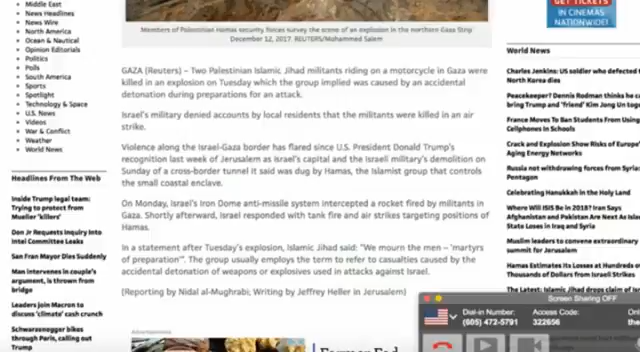 Middle East
News Headlines
News Wire
North America
Ocean & Nautical
Opinion Editorials
Politics
Polls
South America
Sports
Spotlight
Technology & Space
U.S. News
Videos
War & Conflict
Weather
World News
Headlines From The Web
Inside Trump legal team:
Trying to protect from
Mueller 'killers'
Don Jr Requests Inquiry Into
Intel Committee Leaks
San Fran Mayor Dies Suddenly
Man intervenes in couple's
argument, is thrown from
bridge
Leaders join Macron to
discuss 'climate' cash crunch
Schwarzenegger bikes
through Paris, calling out
Trump
Members of Palestinian Hamas security forces survey the scene of an explosion in the northern Gaza Strip
December 12, 2017. REUTERS/Mohammed Salem
GAZA (Reuters) – Two Palestinian Islamic Jihad militants riding on a motorcycle in Gaza were
killed in an explosion on Tuesday which the group implied was caused by an accidental
detonation during preparations for an attack.
Israel's military denied accounts by local residents that the militants were killed in an air
strike.
Violence along the Israel-Gaza border has flared since U.S. President Donald Trump's
recognition last week of Jerusalem as Israel's capital and the Israeli military's demolition on
Sunday of a cross-border tunnel it said was dug by Hamas, the Islamist group that controls
the small coastal enclave.
On Monday, Israel's Iron Dome anti-missile system intercepted a rocket fired by militants in
Gaza. Shortly afterward, Israel responded with tank fire and air strikes targeting positions of
Hamas.
In a statement after Tuesday's explosion, Islamic Jihad said: "We mourn the men – 'martyrs
of preparation'". The group usually employs the term to refer to casualties caused by the
accidental detonation of weapons or explosives used in attacks against Israel.
(Reporting by Nidal al-Mughrabi; Writing by Jeffrey Heller in Jerusalem)
Advertisements
GET TICKETS
IN CINEMAS
NATIONWIDE!
World News
Charles Jenkins: US soldier who defected t
North Korea dies
Peacekeeper? Dennis Rodman thinks he ca
bring Trump and 'friend' Kim Jong Un toge
France Moves To Ban Students From Using
Cellphones In Schools
Crack and Explosion Show Risks of Europe'
Aging Energy Networks
Russia not withdrawing forces from Syria:
Pentagon
Celebrating Hanukkah in the Holy Land
Where Will ISIS Be in 2018? Iran Says
Afghanistan and Pakistan Are Next As Islam
State Loses in Iraq and Syria
Muslim leaders to convene extraordinary
summit for Jerusalem
Hamas Estimates Its Losses at Hundreds o
Thousands of Dollars from Israeli Strikes
The Latest: Islamic Jihad drops claim of I
Screen Sharing OFF
Dial-in Number:
(605) 472-5791
Access Code:
322656
Onl
the